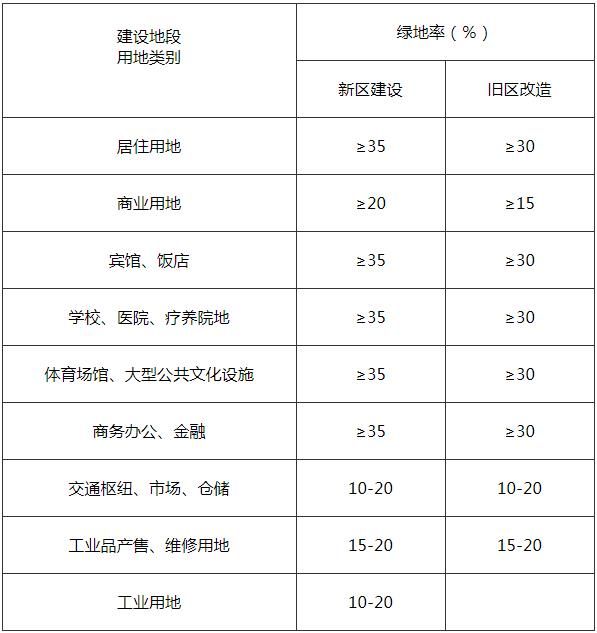 建设地段
用地类别
绿地率（%）
新区建设 旧区改造
居住用地 ≥35 ≥30
商业用地 ≥20 ≥15
宾馆、饭店 ≥35 ≥30
学校、医院、疗养院地 ≥35 ≥30
体育场馆、大型公共文化设施 ≥35 ≥30
商务办公、金融 ≥35 ≥30
交通枢纽、市场、仓储 10-20 10-20
工业品产售、维修用地 15-20 15-20
工业用地 10-20